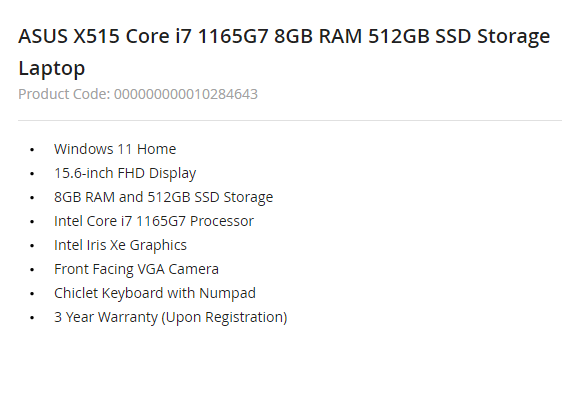 ASUS X515 Core i7 1165G7 8GB RAM 512GB SSD Storage
Laptop
Product Code: 000000000010284643
• Windows 11 Home
• 15.6-inch FHD Display
• 8GB RAM and 512GB SSD Storage
• Intel Core i7 1165G7 Processor
• Intel Iris Xe Graphics
• Front Facing VGA Camera
• Chiclet Keyboard with Numpad
• 3 Year Warranty (Upon Registration)